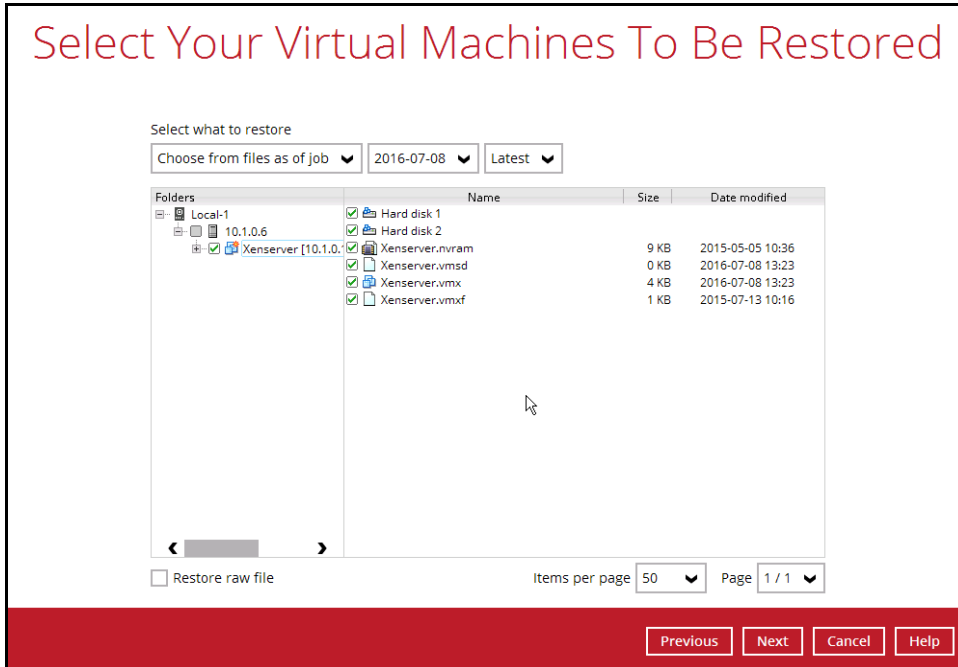 Select Your Virtual Machines To Be Restored
Select what to restore
Choose from files as of job 2016-07-08 Latest
Folders Name Size Date modified
Local-1
10.1.0.6
Xenserver [10.1.0.
Hard disk 1
Hard disk 2
Xenserver.nvram 9 KB 2015-05-05 10:36
Xenserver.vmsd 0 KB 2016-07-08 13:23
Xenserver.vmx 4 KB 2016-07-08 13:23
Xenserver.vmxf 1 KB 2015-07-13 10:16
Restore raw file Items per page 50 Page 1 / 1
Previous Next Cancel Help